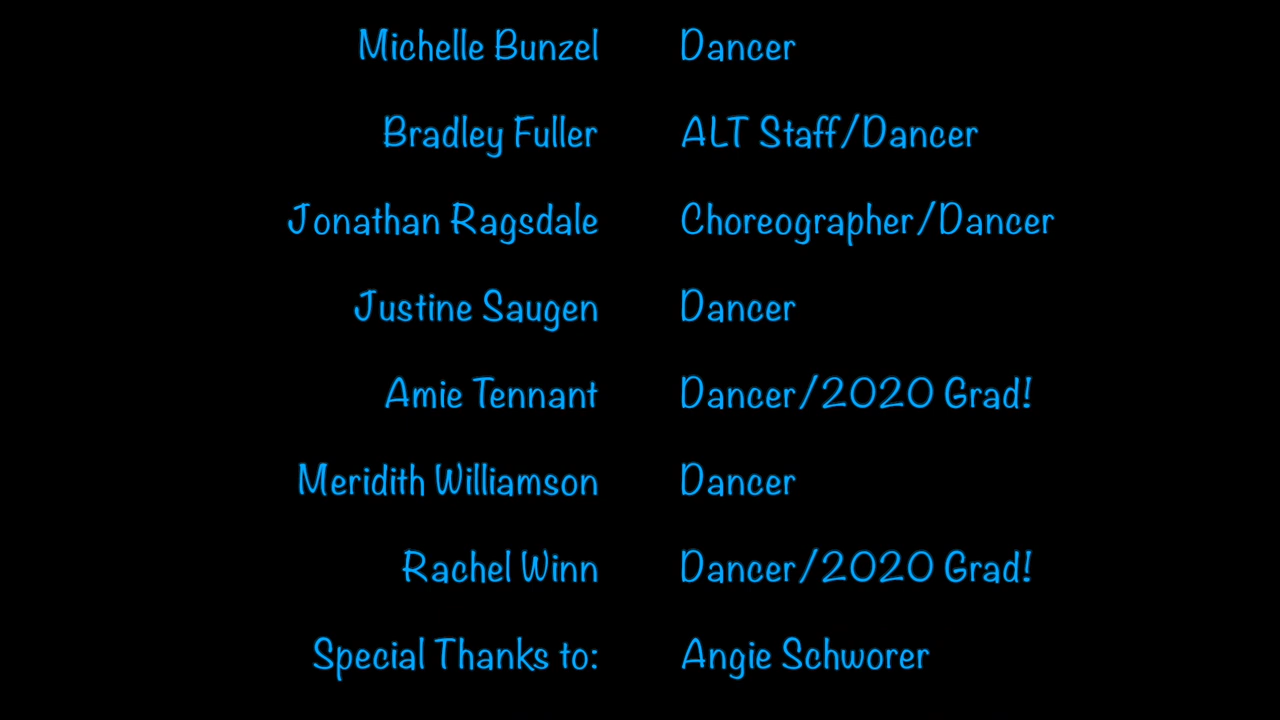 Michelle Bunzel Dancer
Bradley Fuller ALT Staff/Dancer
Jonathan Ragsdale Choreographer/Dancer
Justine Saugen Dancer
Amie Tennant Dancer/2020 Grad!
Meridith Williamson Dancer
Rachel Winn Dancer/2020 Grad!
Special Thanks to: Angie Schworer